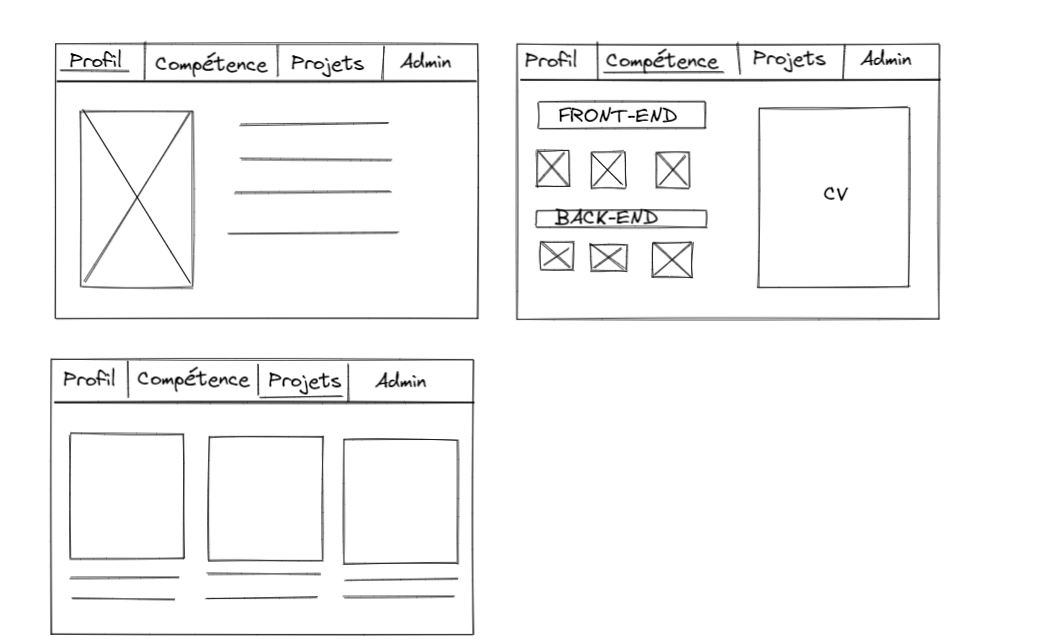 Profil Compétence Projets Admin
Profil Compétence Projets Admin
FRONT-END
CV
BACK-END
Profil Compétence Projets Admin